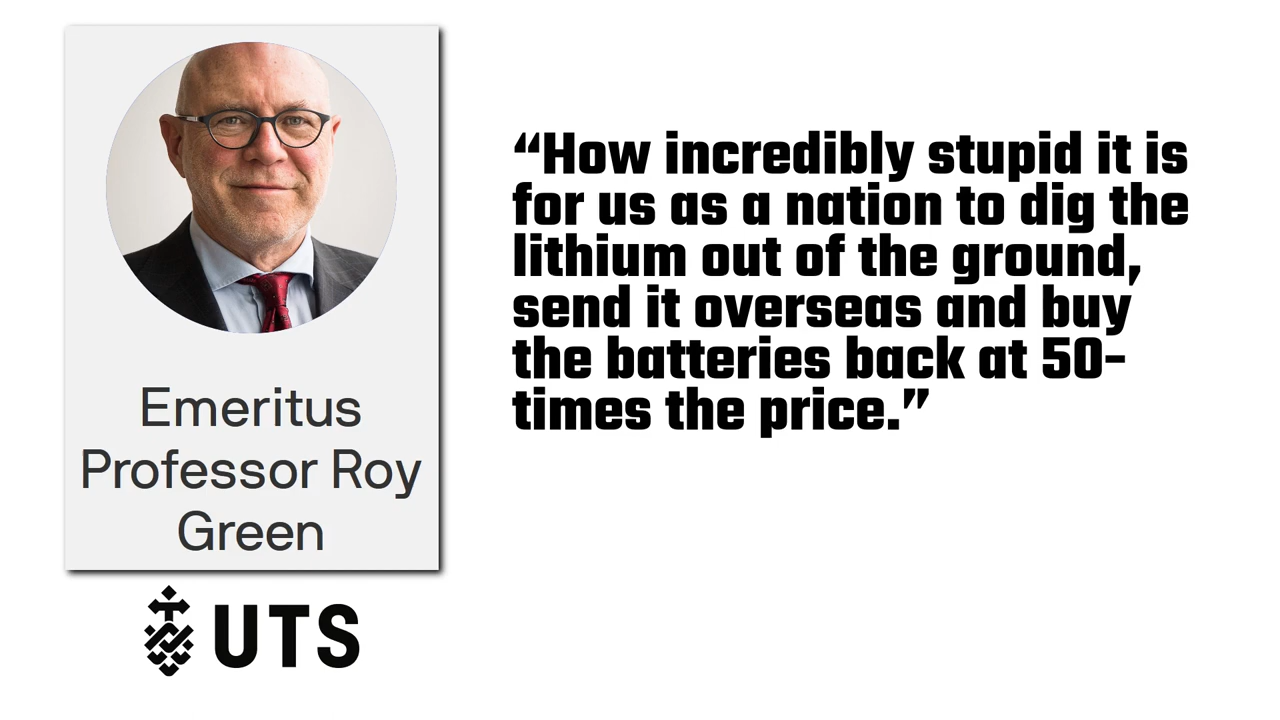 Emeritus
Professor Roy
Green
UTS
“How incredibly stupid it is
for us as a nation to dig the
lithium out of the ground,
send it overseas and buy
the batteries back at 50-
times the price.”